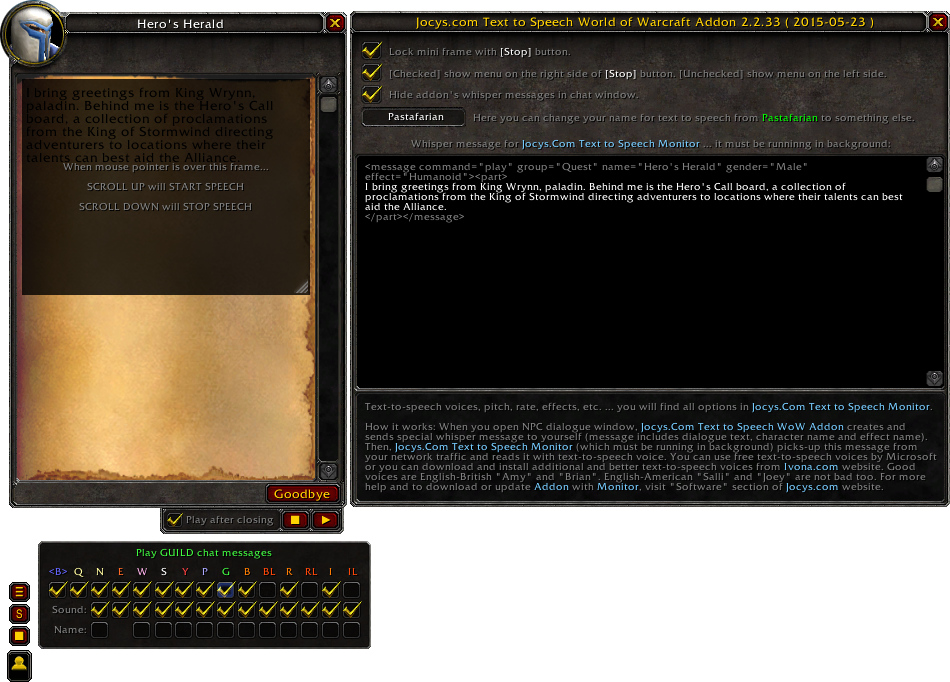 Hero's Herald
I bring greetings from King Wrynn,
paladin. Behind me is the Hero's Call
board, a collection of proclamations
from the King of Stormwind directing
adventurers to locations where their
talents can best aid the Alliance.
When mouse pointer is over this frame...
SCROLL UP will START SPEECH
SCROLL DOWN will STOP SPEECH
Goodbye
Play after closing
Jocys.com Text to Speech World of Warcraft Addon 2.2.33 ( 2015-05-23 )
Lock mini frame with [Stop] button.
[Checked] show menu on the right side of [Stop] button. [Unchecked] show menu on the left side.
Hide addon's whisper messages in chat window.
Pastafarian
Here you can change your name for text to speech from Pastafarian to something else.
Whisper message for Jocys.Com Text to Speech Monitor ... it must be runnning in background:
<message command="play" group="Quest" name="Hero's Herald" gender="Male"
effect="Humanoid"><part>
I bring greetings from King Wrynn, paladin. Behind me is the Hero's Call board, a collection of
proclamations from the King of Stormwind directing adventurers to locations where their talents can best
aid the Alliance.
</part></message>
Text-to-speech voices, pitch, rate, effects, etc. ... you will find all options in Jocys.Com Text to Speech Monitor.
How it works: When you open NPC dialogue window, Jocys.Com Text to Speech WoW Addon creates and
sends special whisper message to yourself (message includes dialogue text, character name and effect name).
Then, Jocys.Com Text to Speech Monitor (which must be running in background) picks-up this message from
your network traffic and reads it with text-to-speech voice. You can use free text-to-speech voices by Microsoft
or you can download and install additional and better text-to-speech voices from Ivona.com website. Good
voices are English-British "Amy" and "Brian". English-American "Salli" and "Joey" are not bad too. For more
help and to download or update Addon with Monitor, visit "Software" section of Jocys.com website.
Play GUILD chat messages
<B> Q N E W S Y P G B BL R RL I IL
Sound:
S
Name: